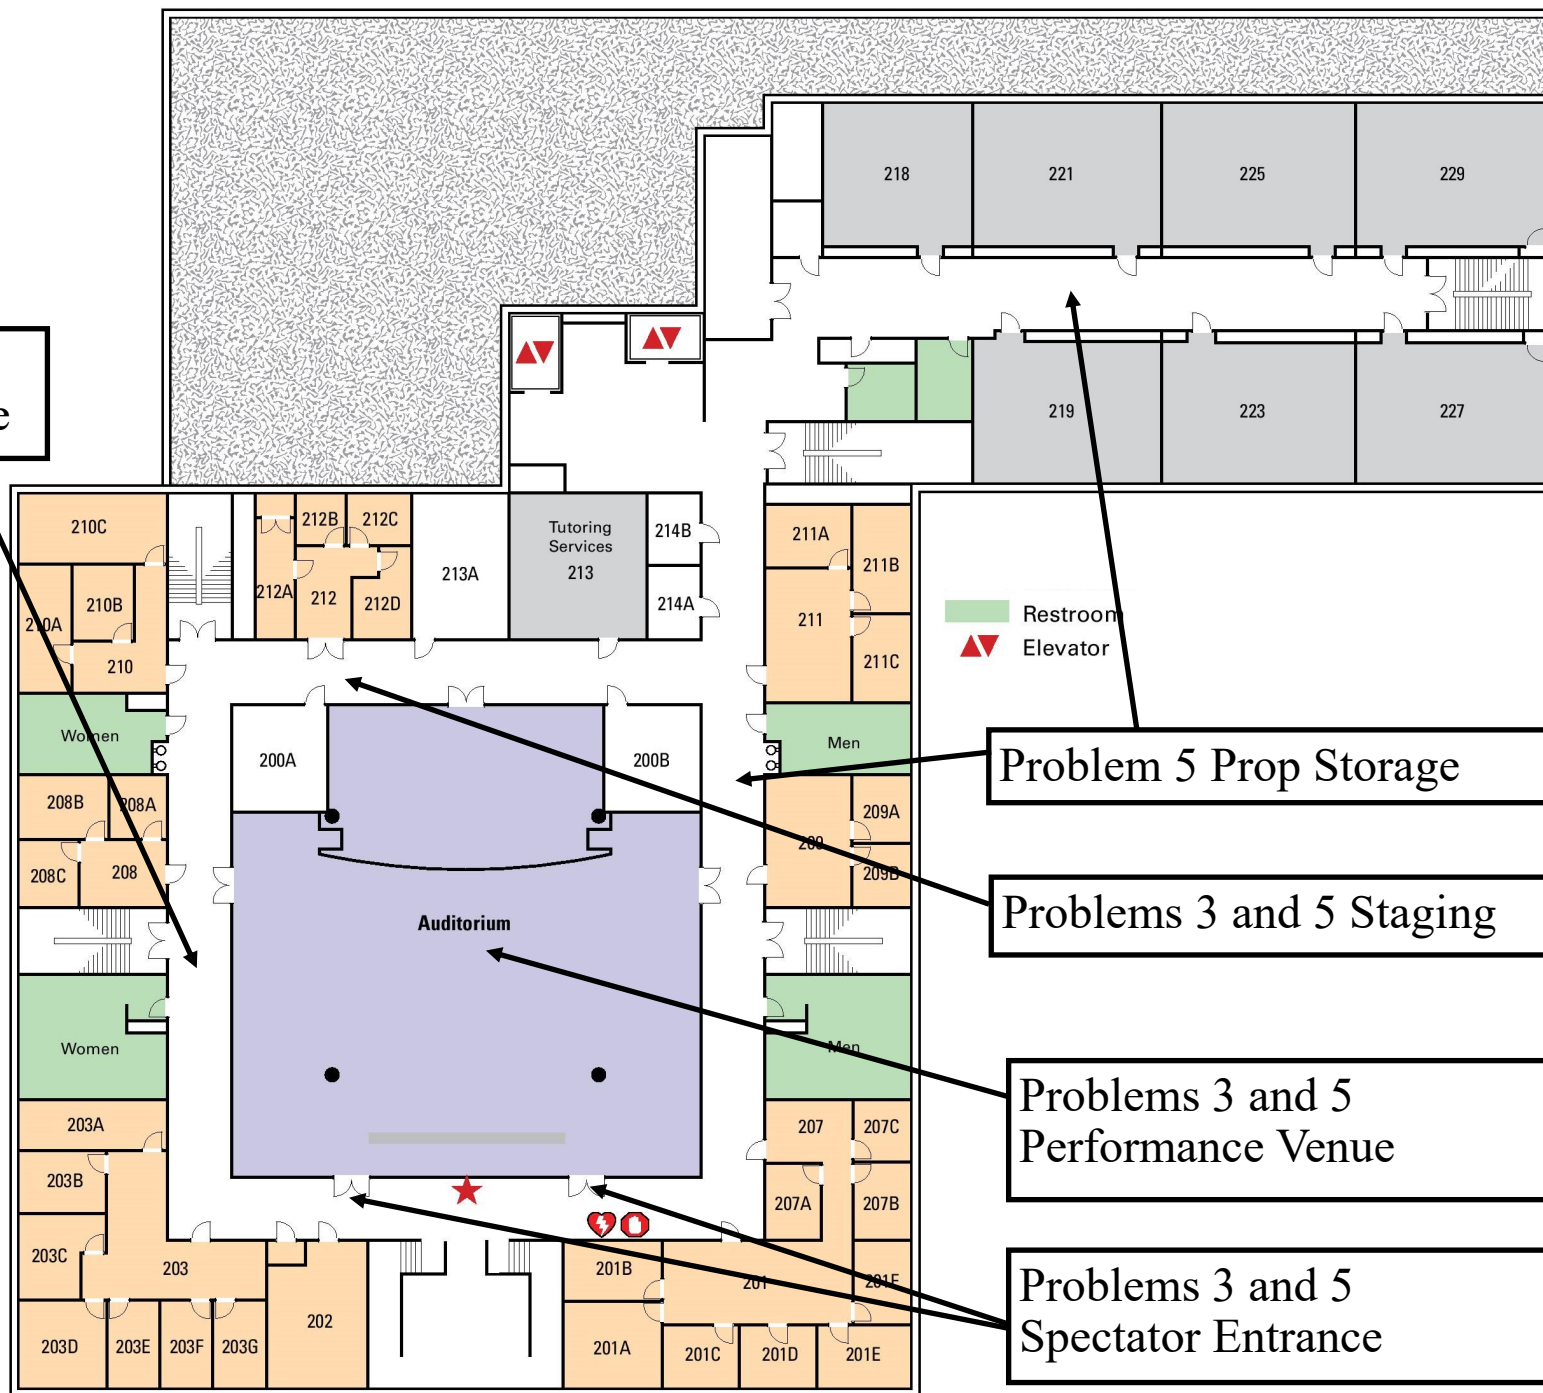 218
221
225
229
e
219
223
227
210C
212B
212C
Tutoring
Services
213
214B
211A
211B
213A
212A
212
212D
214A
210B
210A
210
211
211C
Restroom
Elevator
Women
Men
200A
200B
Problem 5 Prop Storage
208B
208A
209A
209
208C
208
209B
Problems 3 and 5 Staging
Auditorium
Women
Men
Problems 3 and 5
Performance Venue
203A
207
207C
203B
207A
207B
203C
203
201B
201
201F
Problems 3 and 5
Spectator Entrance
202
203D
203E
203F
203G
201A
201C
201D
201E